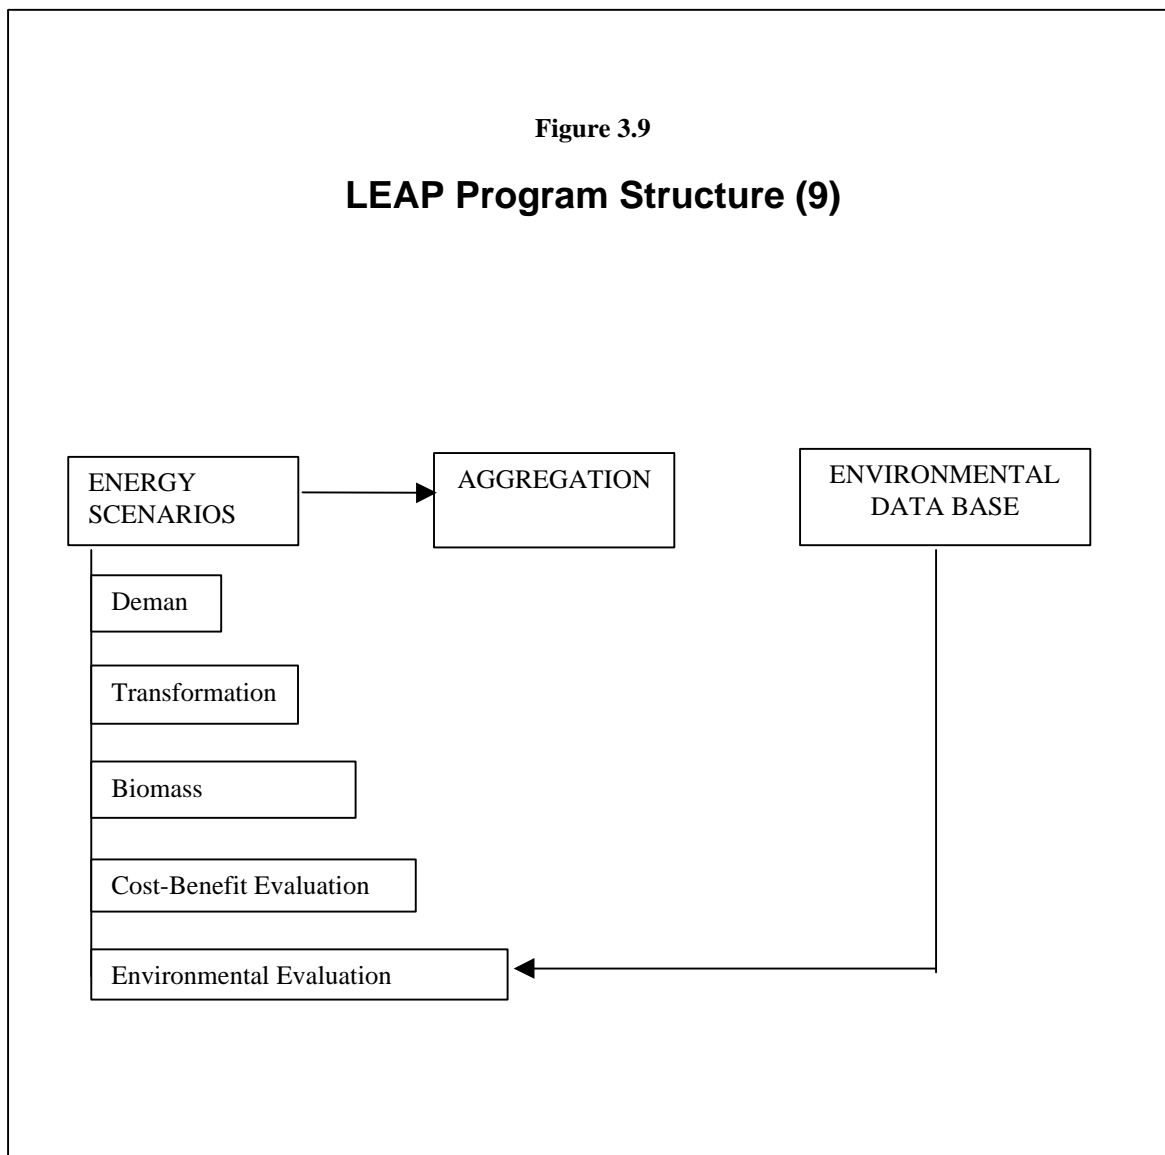 Figure 3.9
LEAP Program Structure (9)
ENERGY
SCENARIOS
AGGREGATION
ENVIRONMENTAL
DATA BASE
Deman
Transformation
Biomass
Cost-Benefit Evaluation
Environmental Evaluation